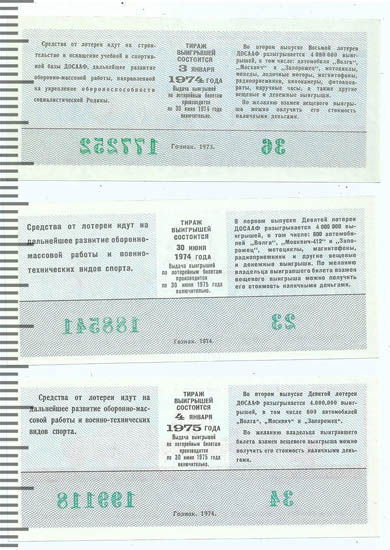 Средства от лотереи идут на строи-
тельство и оснащение учебной и спортив-
ной базы ДОСААФ, дальнейшее развитие
оборонно-массовой работы, направленной
на укрепление обороноспособности
социалистической Родины.
ТИРАЖ
ВЫИГРЫШЕЙ
СОСТОИТСЯ
3 ЯНВАРЯ
1974 ГОДА
Выдача выигрышей
по лотерейным билетам
производится
по 30 июня 1974 года
включительно.
Во втором выпуске Восьмой лотереи
ДОСААФ разыгрывается 4 080 000 выиг-
рышей, в том числе: автомобили „Волга",
„Москвич" и „Запорожец", мотоциклы,
мопеды, лодочные моторы, магнитофоны,
радиоприемники, киноkамеры, фотоаппа-
раты, наручные часы, а также другие
вещевые и денежные выигрыши.
По желанию взамен вещевого выигры-
ша можно получить его стоимость
наличными деньгами.
177252
Гознак. 1973.
36
Средства от лотереи идут на
дальнейшее развитие оборонно-
массовой работы и военно-
технических видов спорта.
ТИРАЖ
ВЫИГРЫШЕЙ
СОСТОИТСЯ
30 ИЮНЯ
1974 ГОДА
Выдача выигрышей
по лотерейным билетам
производится
по 30 июня 1975 года
включительно.
В первом выпуске Девятой лотереи
ДОСААФ разыгрывается 4 000 000 вы-
игрышей, в том числе: 800 автомобилей
„Волга", „Москвич-412" и „Запо-
рожец", мотоциклы, магнитофоны,
радиоприемники и другие вещевые
и денежные выигрыши. По желанию
владельца выигравшего билета взамен
вещевого выигрыша можно получить
его стоимость наличными деньгами.
188541
Гознак. 1974.
23
Средства от лотереи идут на
дальнейшее развитие оборонно-мас-
совой работы и военно-технических
видов спорта.
ТИРАЖ
ВЫИГРЫШЕЙ
СОСТОИТСЯ
4 ЯНВАРЯ
1975 ГОДА
Выдача выигрышей
по лотерейным билетам
производится
по 30 июня 1975 года
включительно.
Во втором выпуске Девятой лотереи
ДОСААФ разыгрывается 4.000.000 выиг-
рышей, в том числе 800 автомобилей
„Волга", „Москвич" и „Запорожец".
По желанию владельца выигравшего
билета взамен вещевого выигрыша можно
получить его стоимость наличными день-
гами.
199118
Гознак. 1974.
34